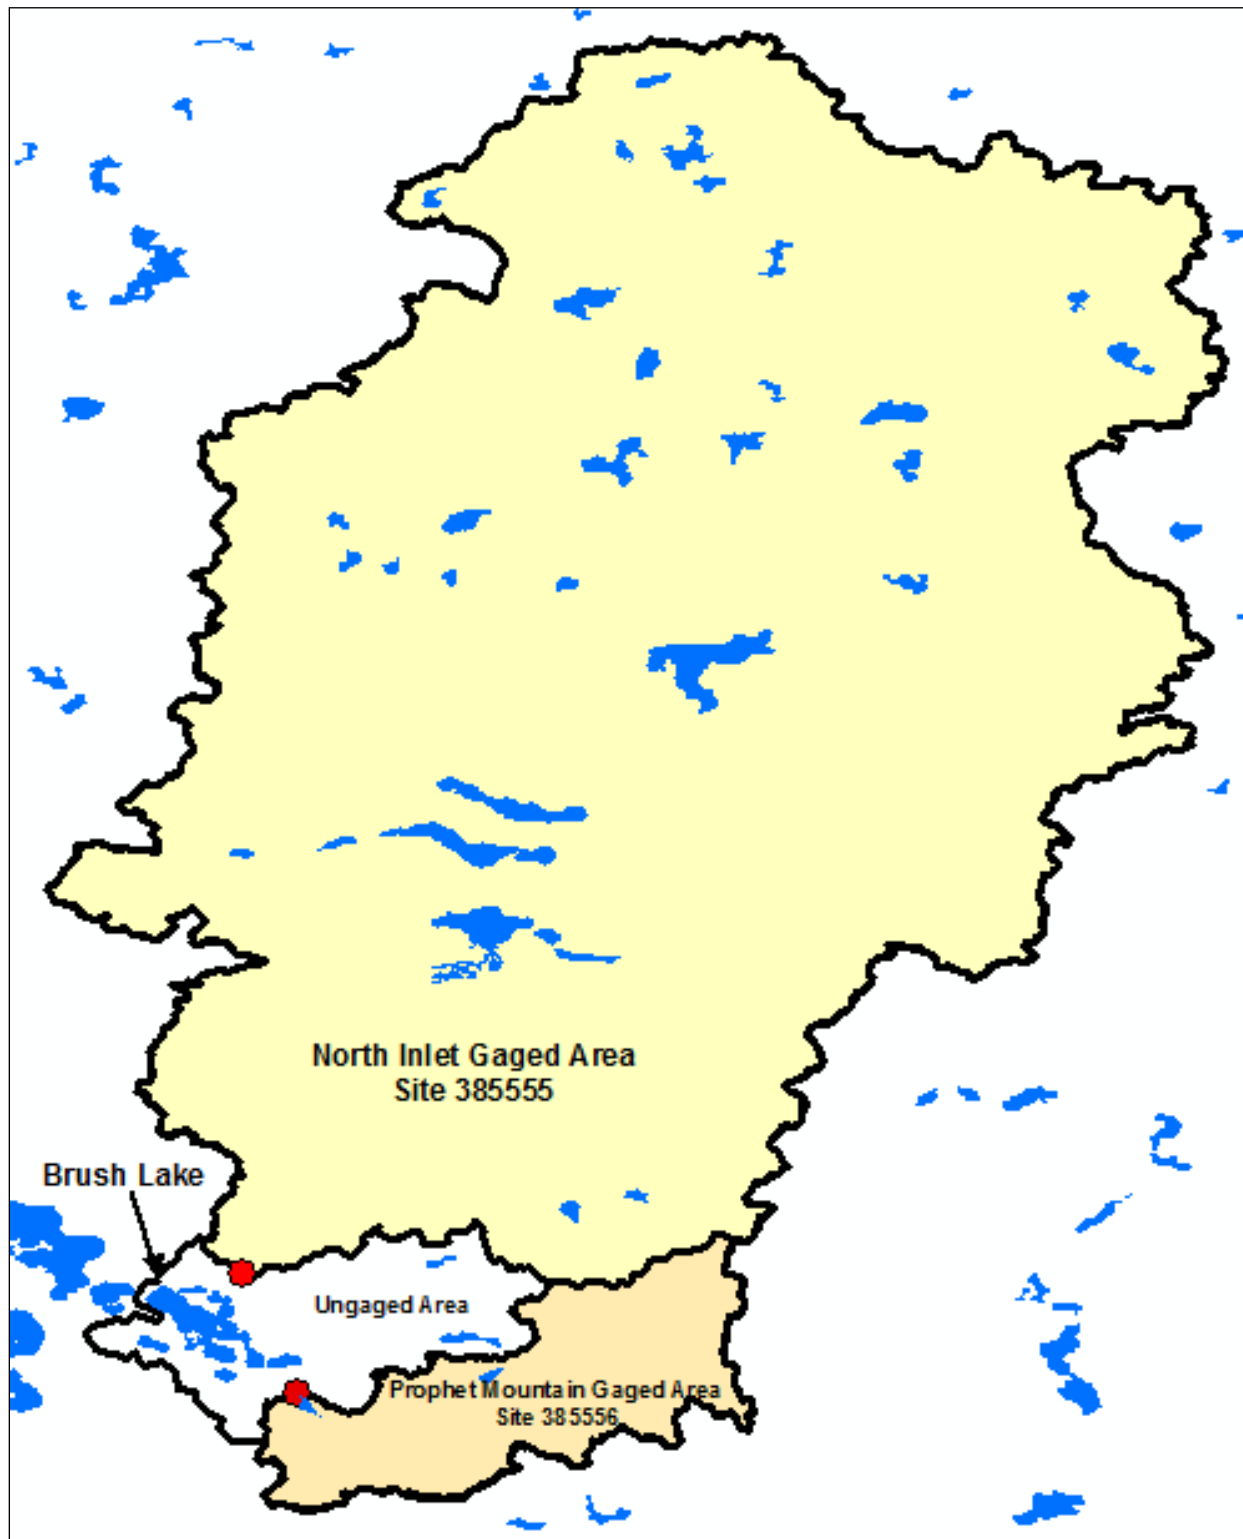 North Inlet Gaged Area
Site 385555
Brush Lake
Ungaged Area
Prophet Mountain Gaged Area
Site 385556